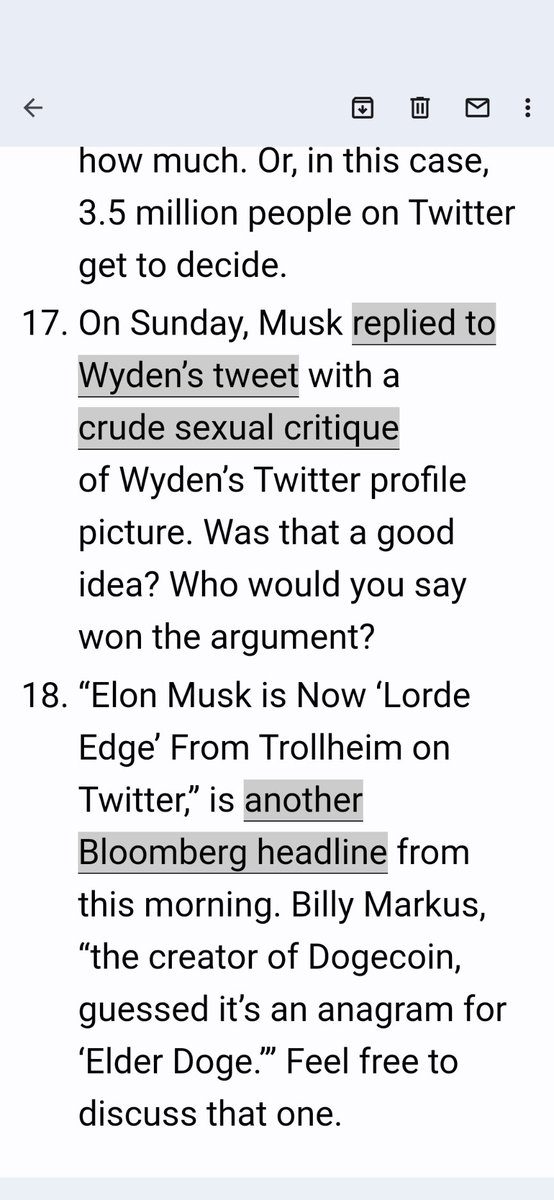 how much. Or, in this case,
3.5 million people on Twitter
get to decide.
17. On Sunday, Musk replied to
Wyden’s tweet with a
crude sexual critique
of Wyden’s Twitter profile
picture. Was that a good
idea? Who would you say
won the argument?
18. “Elon Musk is Now ‘Lorde
Edge’ From Trollheim on
Twitter,” is another
Bloomberg headline from
this morning. Billy Markus,
“the creator of Dogecoin,
guessed it’s an anagram for
‘Elder Doge.’” Feel free to
discuss that one.